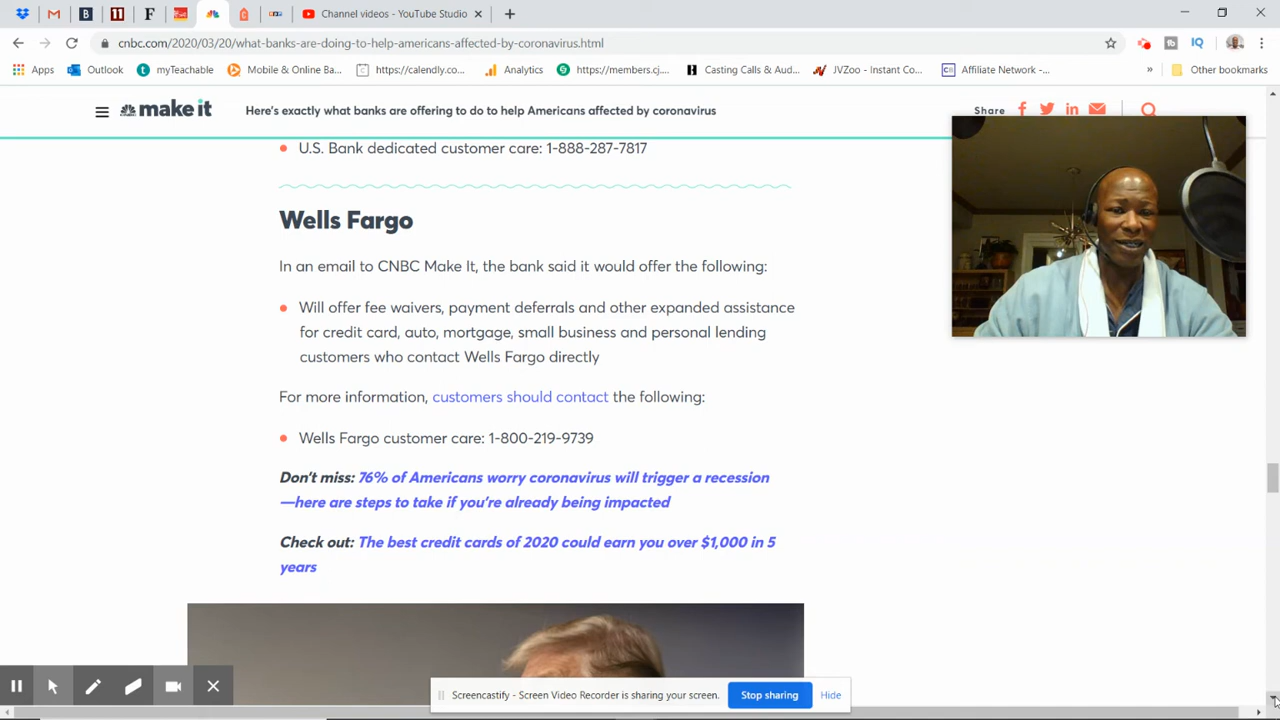 Channel videos - YouTube Studio
cnbc.com/2020/03/20/what-banks-are-doing-to-help-americans-affected-by-coronavirus.html
Apps Outlook myTeachable Mobile & Online Ba... https://calendly.co... Analytics https://members.cj.... Casting Calls & Aud... JVZoo - Instant Co... Affiliate Network -... » Other bookmarks
make it Here's exactly what banks are offering to do to help Americans affected by coronavirus Share
U.S. Bank dedicated customer care: 1-888-287-7817
Wells Fargo
In an email to CNBC Make It, the bank said it would offer the following:
Will offer fee waivers, payment deferrals and other expanded assistance
for credit card, auto, mortgage, small business and personal lending
customers who contact Wells Fargo directly
For more information, customers should contact the following:
Wells Fargo customer care: 1-800-219-9739
Don't miss: 76% of Americans worry coronavirus will trigger a recession
—here are steps to take if you're already being impacted
Check out: The best credit cards of 2020 could earn you over $1,000 in 5
years
Screencastify - Screen Video Recorder is sharing your screen. Stop sharing Hide